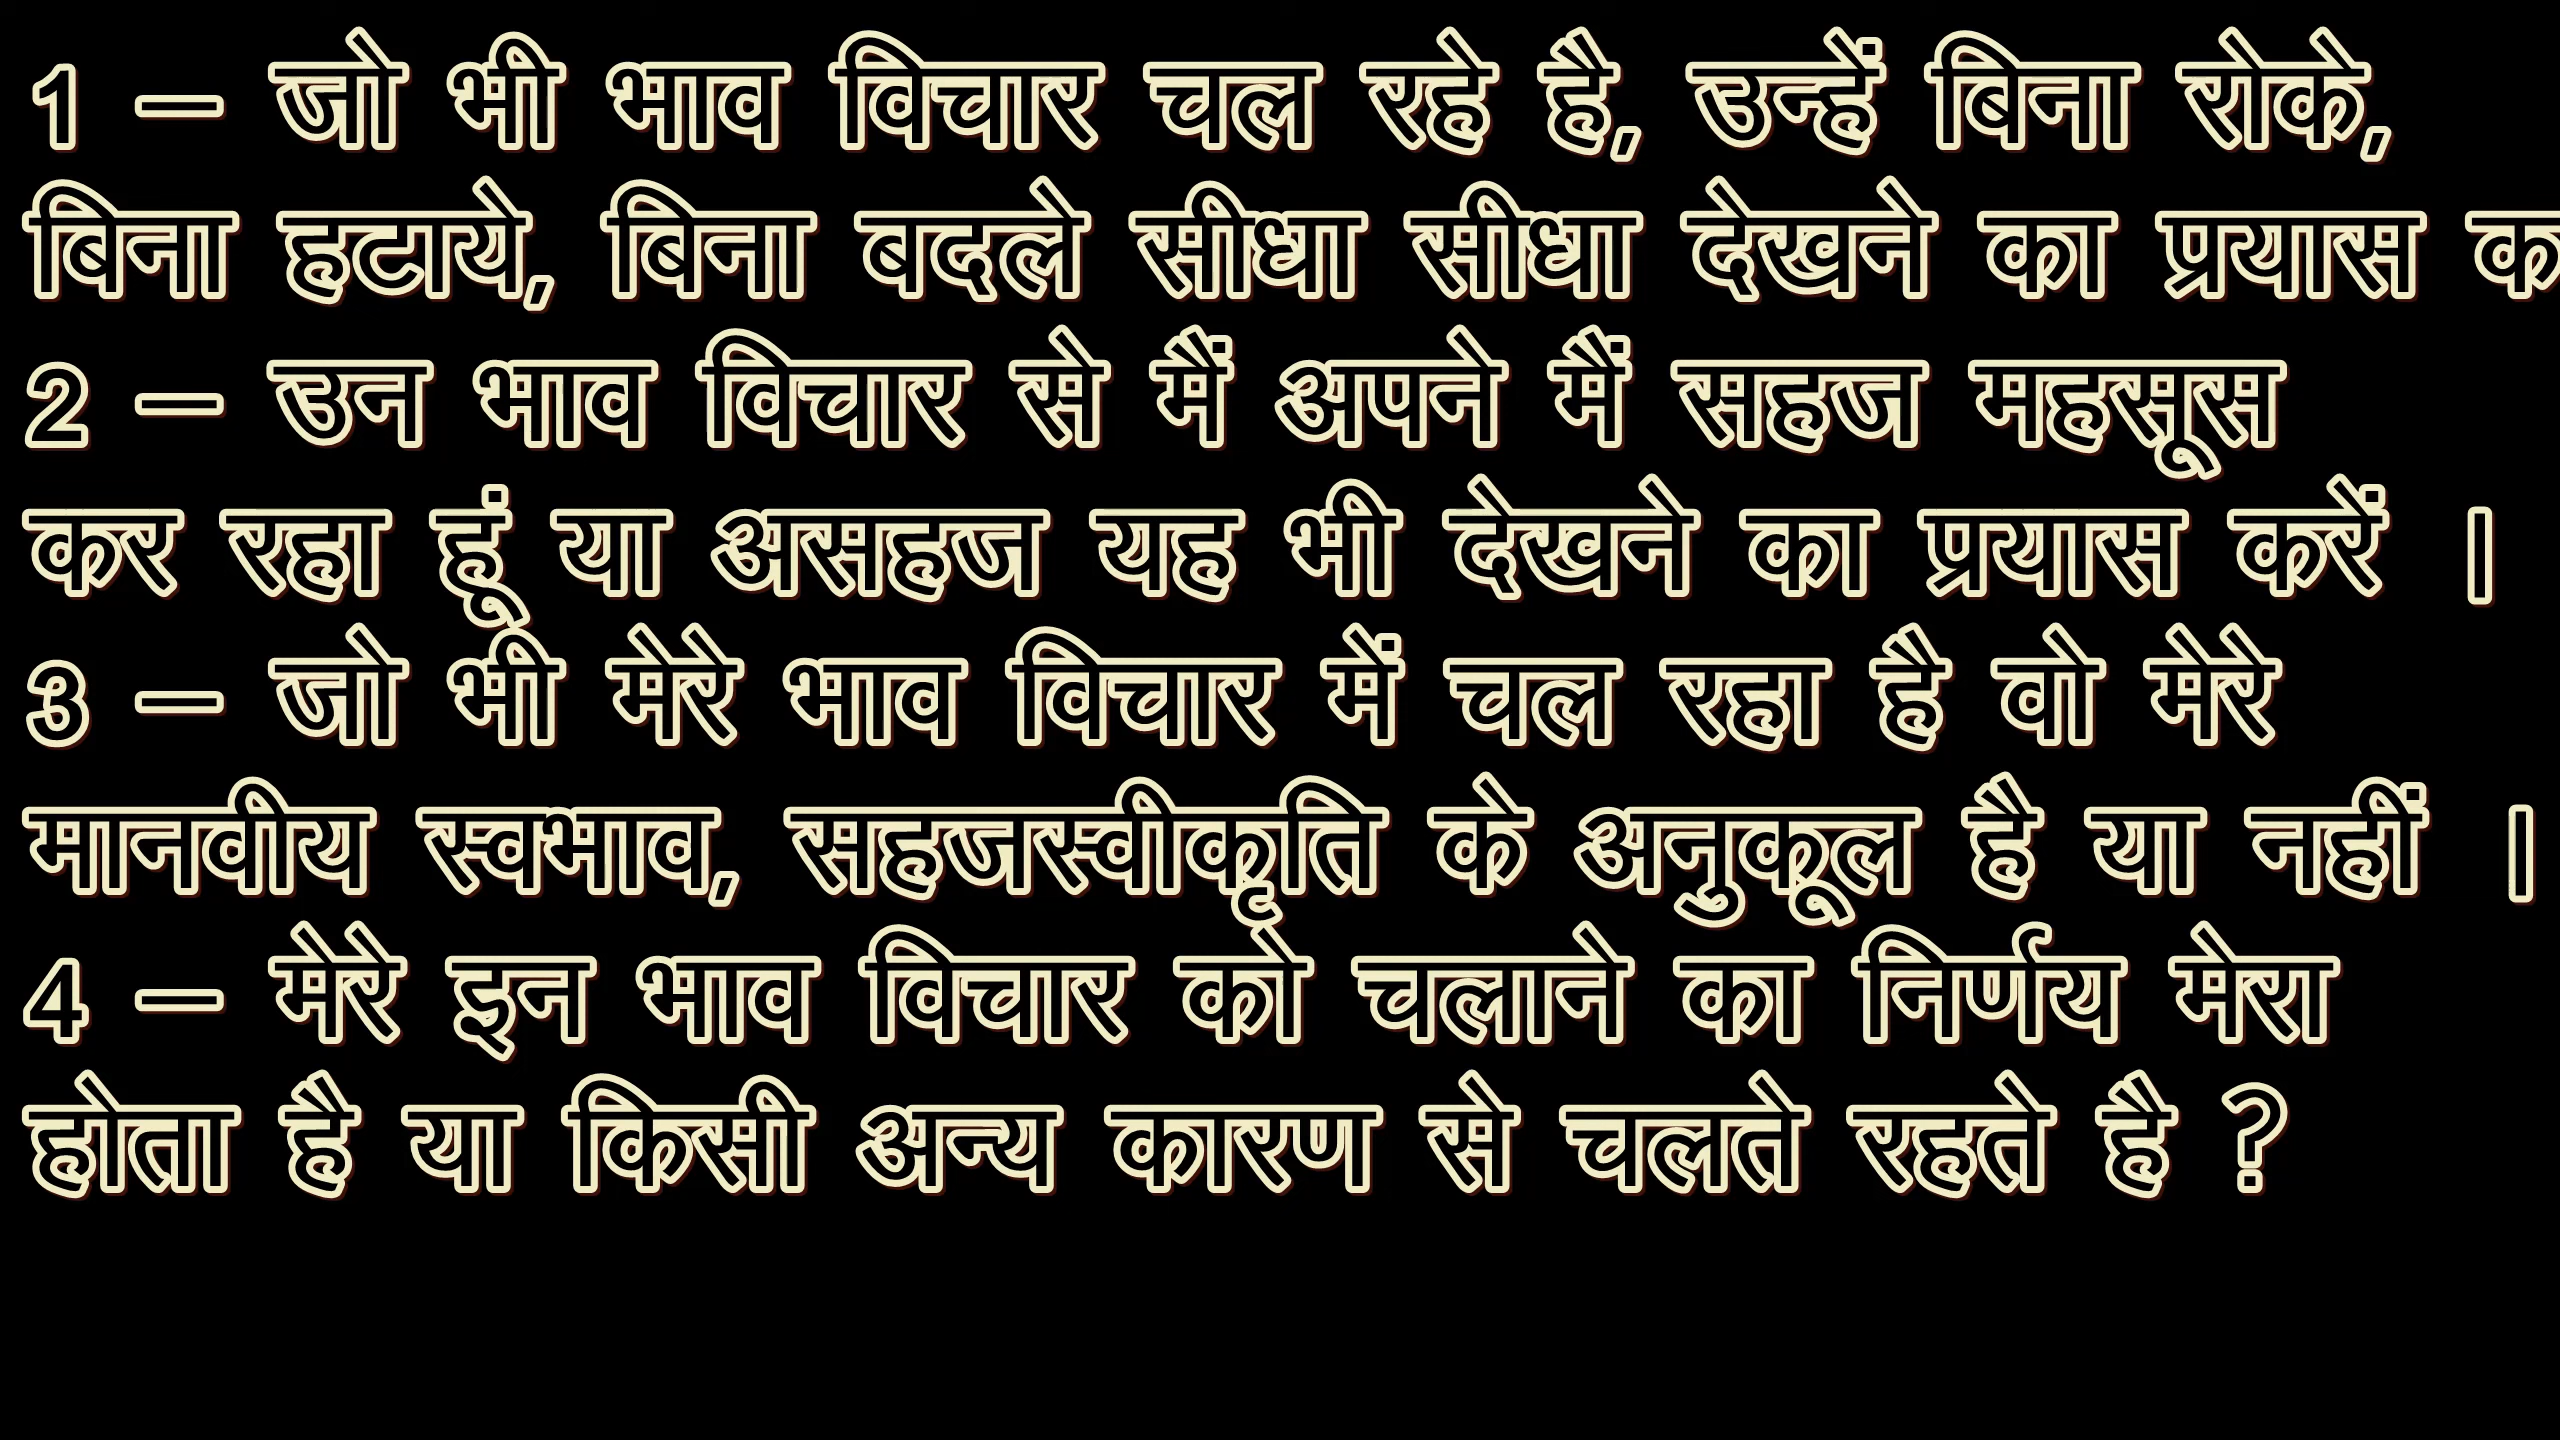 1 – जो भी भाव विचार चल रहे है, उन्हें बिना रोके,
बिना हटाये, बिना बदले सीधा सीधा देखने का प्रयास क
2 – उन भाव विचार से मैं अपने मैं सहज महसूस
कर रहा हूं या असहज यह भी देखने का प्रयास करें |
3 – जो भी मेरे भाव विचार में चल रहा है वो मेरे
मानवीय स्वभाव, सहजस्वीकृति के अनुकूल है या नहीं |
4 – मेरे इन भाव विचार को चलाने का निर्णय मेरा
होता है या किसी अन्य कारण से चलते रहते है ?